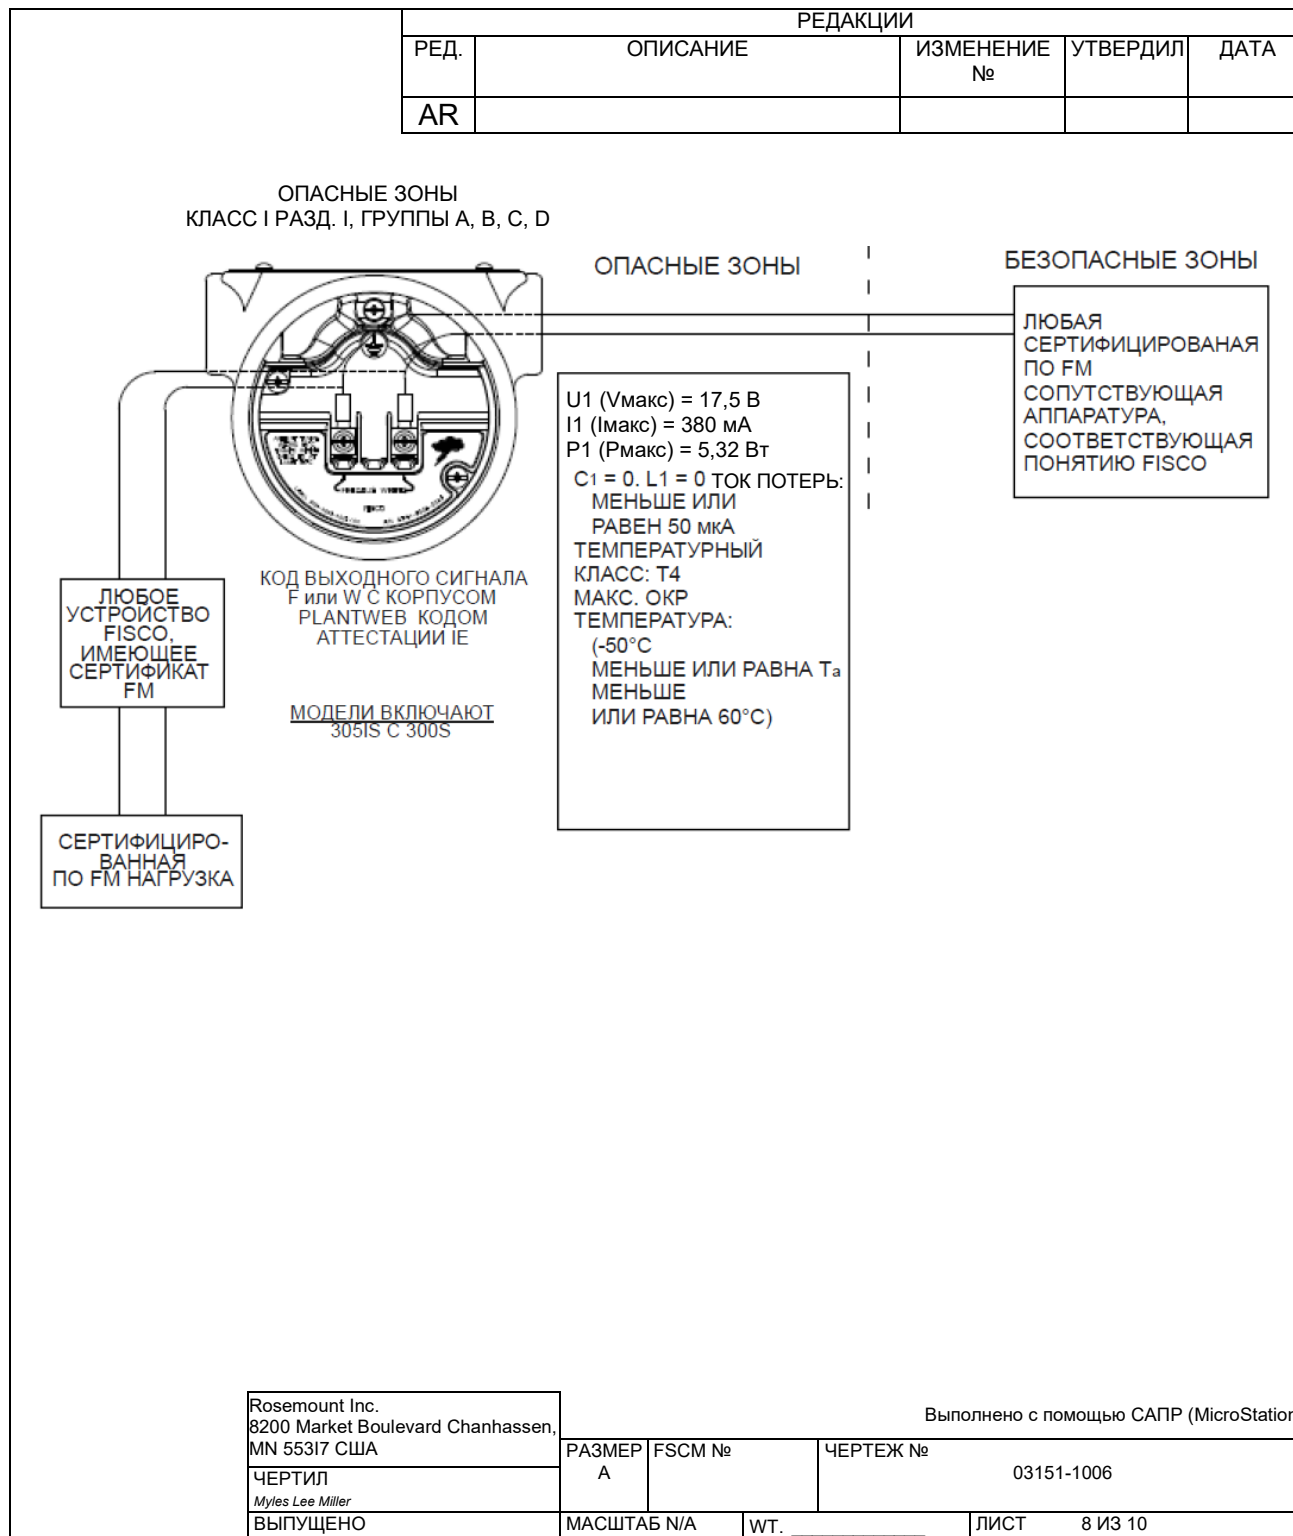 РЕДАКЦИИ
РЕД. ОПИСАНИЕ ИЗМЕНЕНИЕ № УТВЕРДИЛ ДАТА
AR
ОПАСНЫЕ ЗОНЫ
КЛАСС I РАЗД. I, ГРУППЫ A, B, C, D
ОПАСНЫЕ ЗОНЫ
БЕЗОПАСНЫЕ ЗОНЫ
ЛЮБАЯ
СЕРТИФИЦИРОВАНАЯ
ПО FM
СОПУТСТВУЮЩАЯ
АППАРАТУРА,
СООТВЕТСТВУЮЩАЯ
ПОНЯТИЮ FISCO
U1 (Vмакс) = 17,5 В
I1 (Iмакс) = 380 мА
P1 (Pмакс) = 5,32 Вт
C1 = 0. L1 = 0 ТОК ПОТЕРЬ:
МЕНЬШЕ ИЛИ
РАВЕН 50 мкА
ТЕМПЕРАТУРНЫЙ
КЛАСС: T4
МАКС. ОКР
ТЕМПЕРАТУРА:
(-50°C
МЕНЬШЕ ИЛИ РАВНА Ta
МЕНЬШЕ
ИЛИ РАВНА 60°C)
КОД ВЫХОДНОГО СИГНАЛА
F или W С КОРПУСОМ
PLANTWEB КОДОМ
АТТЕСТАЦИИ IE
МОДЕЛИ ВКЛЮЧАЮТ
305IS C 300S
ЛЮБОЕ
УСТРОЙСТВО
FISCO,
ИМЕЮЩЕЕ
СЕРТИФИКАТ
FM
СЕРТИФИЦИРО-
ВАННАЯ
ПО FM НАГРУЗКА
Rosemount Inc.
8200 Market Boulevard Chanhassen,
MN 553I7 США
Выполнено с помощью САПР (MicroStation
РАЗМЕР FSCM № ЧЕРТЕЖ №
A 03151-1006
ЧЕРТИЛ
Myles Lee Miller
ВЫПУЩЕНО МАСШТАБ N/A WT. ____________ ЛИСТ 8 ИЗ 10